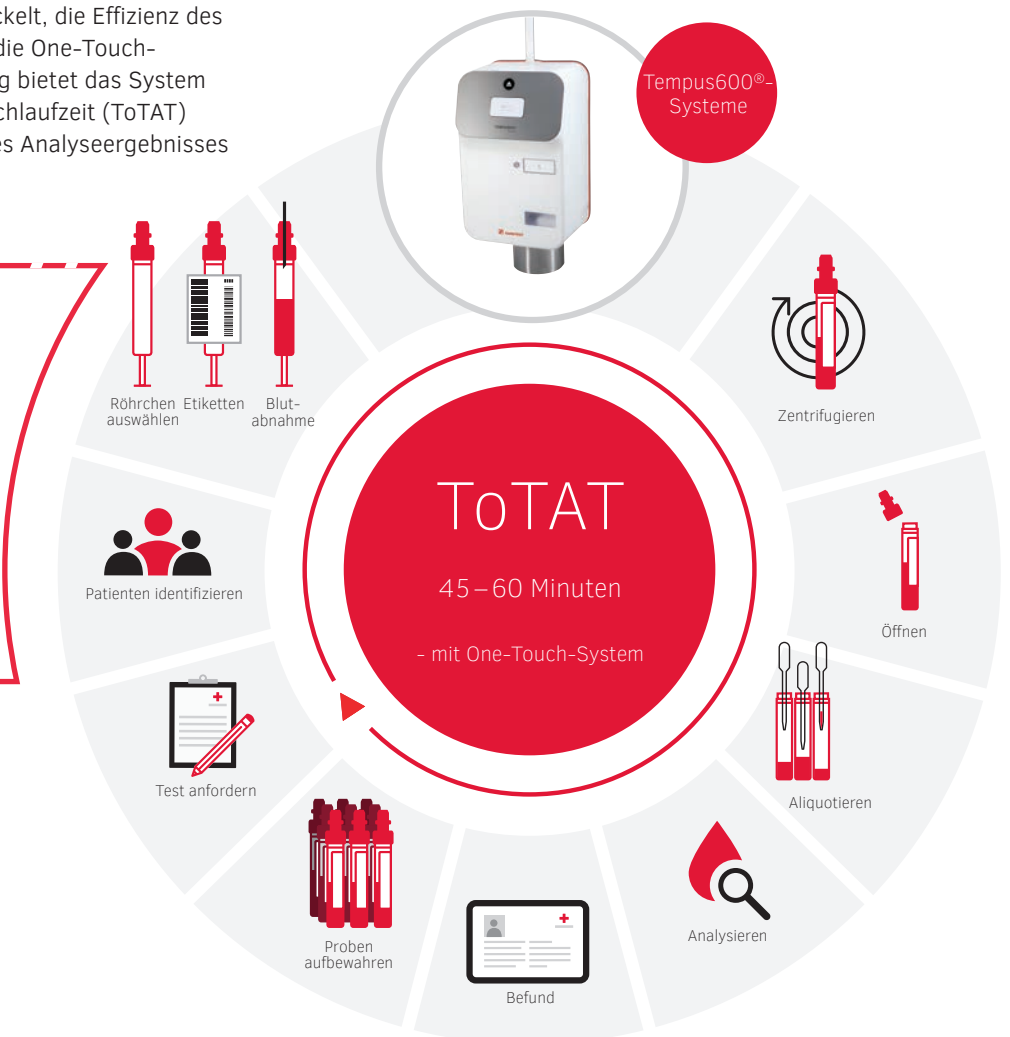 ckelt, die Effizienz des
die One-Touch-
g bietet das System
chlaufzeit (ToTAT)
es Analyseergebnisses
Tempus600®-
Systeme
Röhrchen
auswählen
Etiketten
Blut-
abnahme
Zentrifugieren
ToTAT
45–60 Minuten
- mit One-Touch-System
Patienten identifizieren
Öffnen
Test anfordern
Aliquotieren
Proben
aufbewahren
Analysieren
Befund